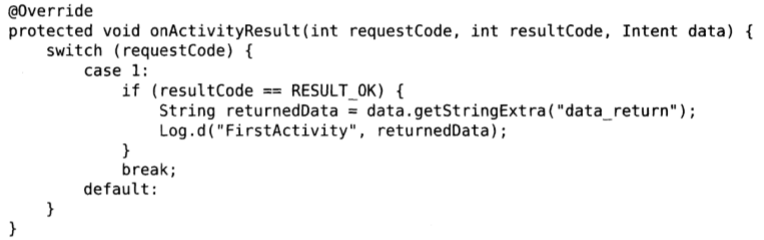 @Override
protected void onActivityResult(int requestCode, int resultCode, Intent data) {
    switch (requestCode) {
        case 1:
            if (resultCode == RESULT_OK) {
                String returnedData = data.getStringExtra("data_return");
                Log.d("FirstActivity", returnedData);
            }
            break;
        default:
    }
}